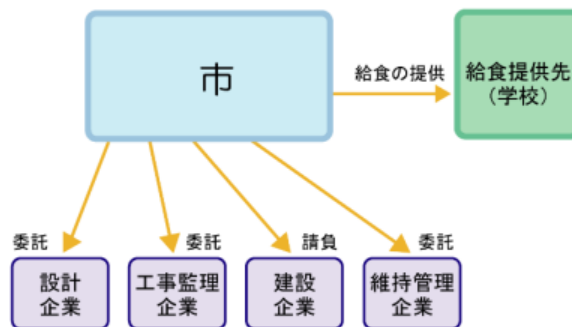 市
給食の提供
給食提供先
（学校）
委託
委託
請負
委託
設計
企業
工事監理
企業
建設
企業
維持管理
企業